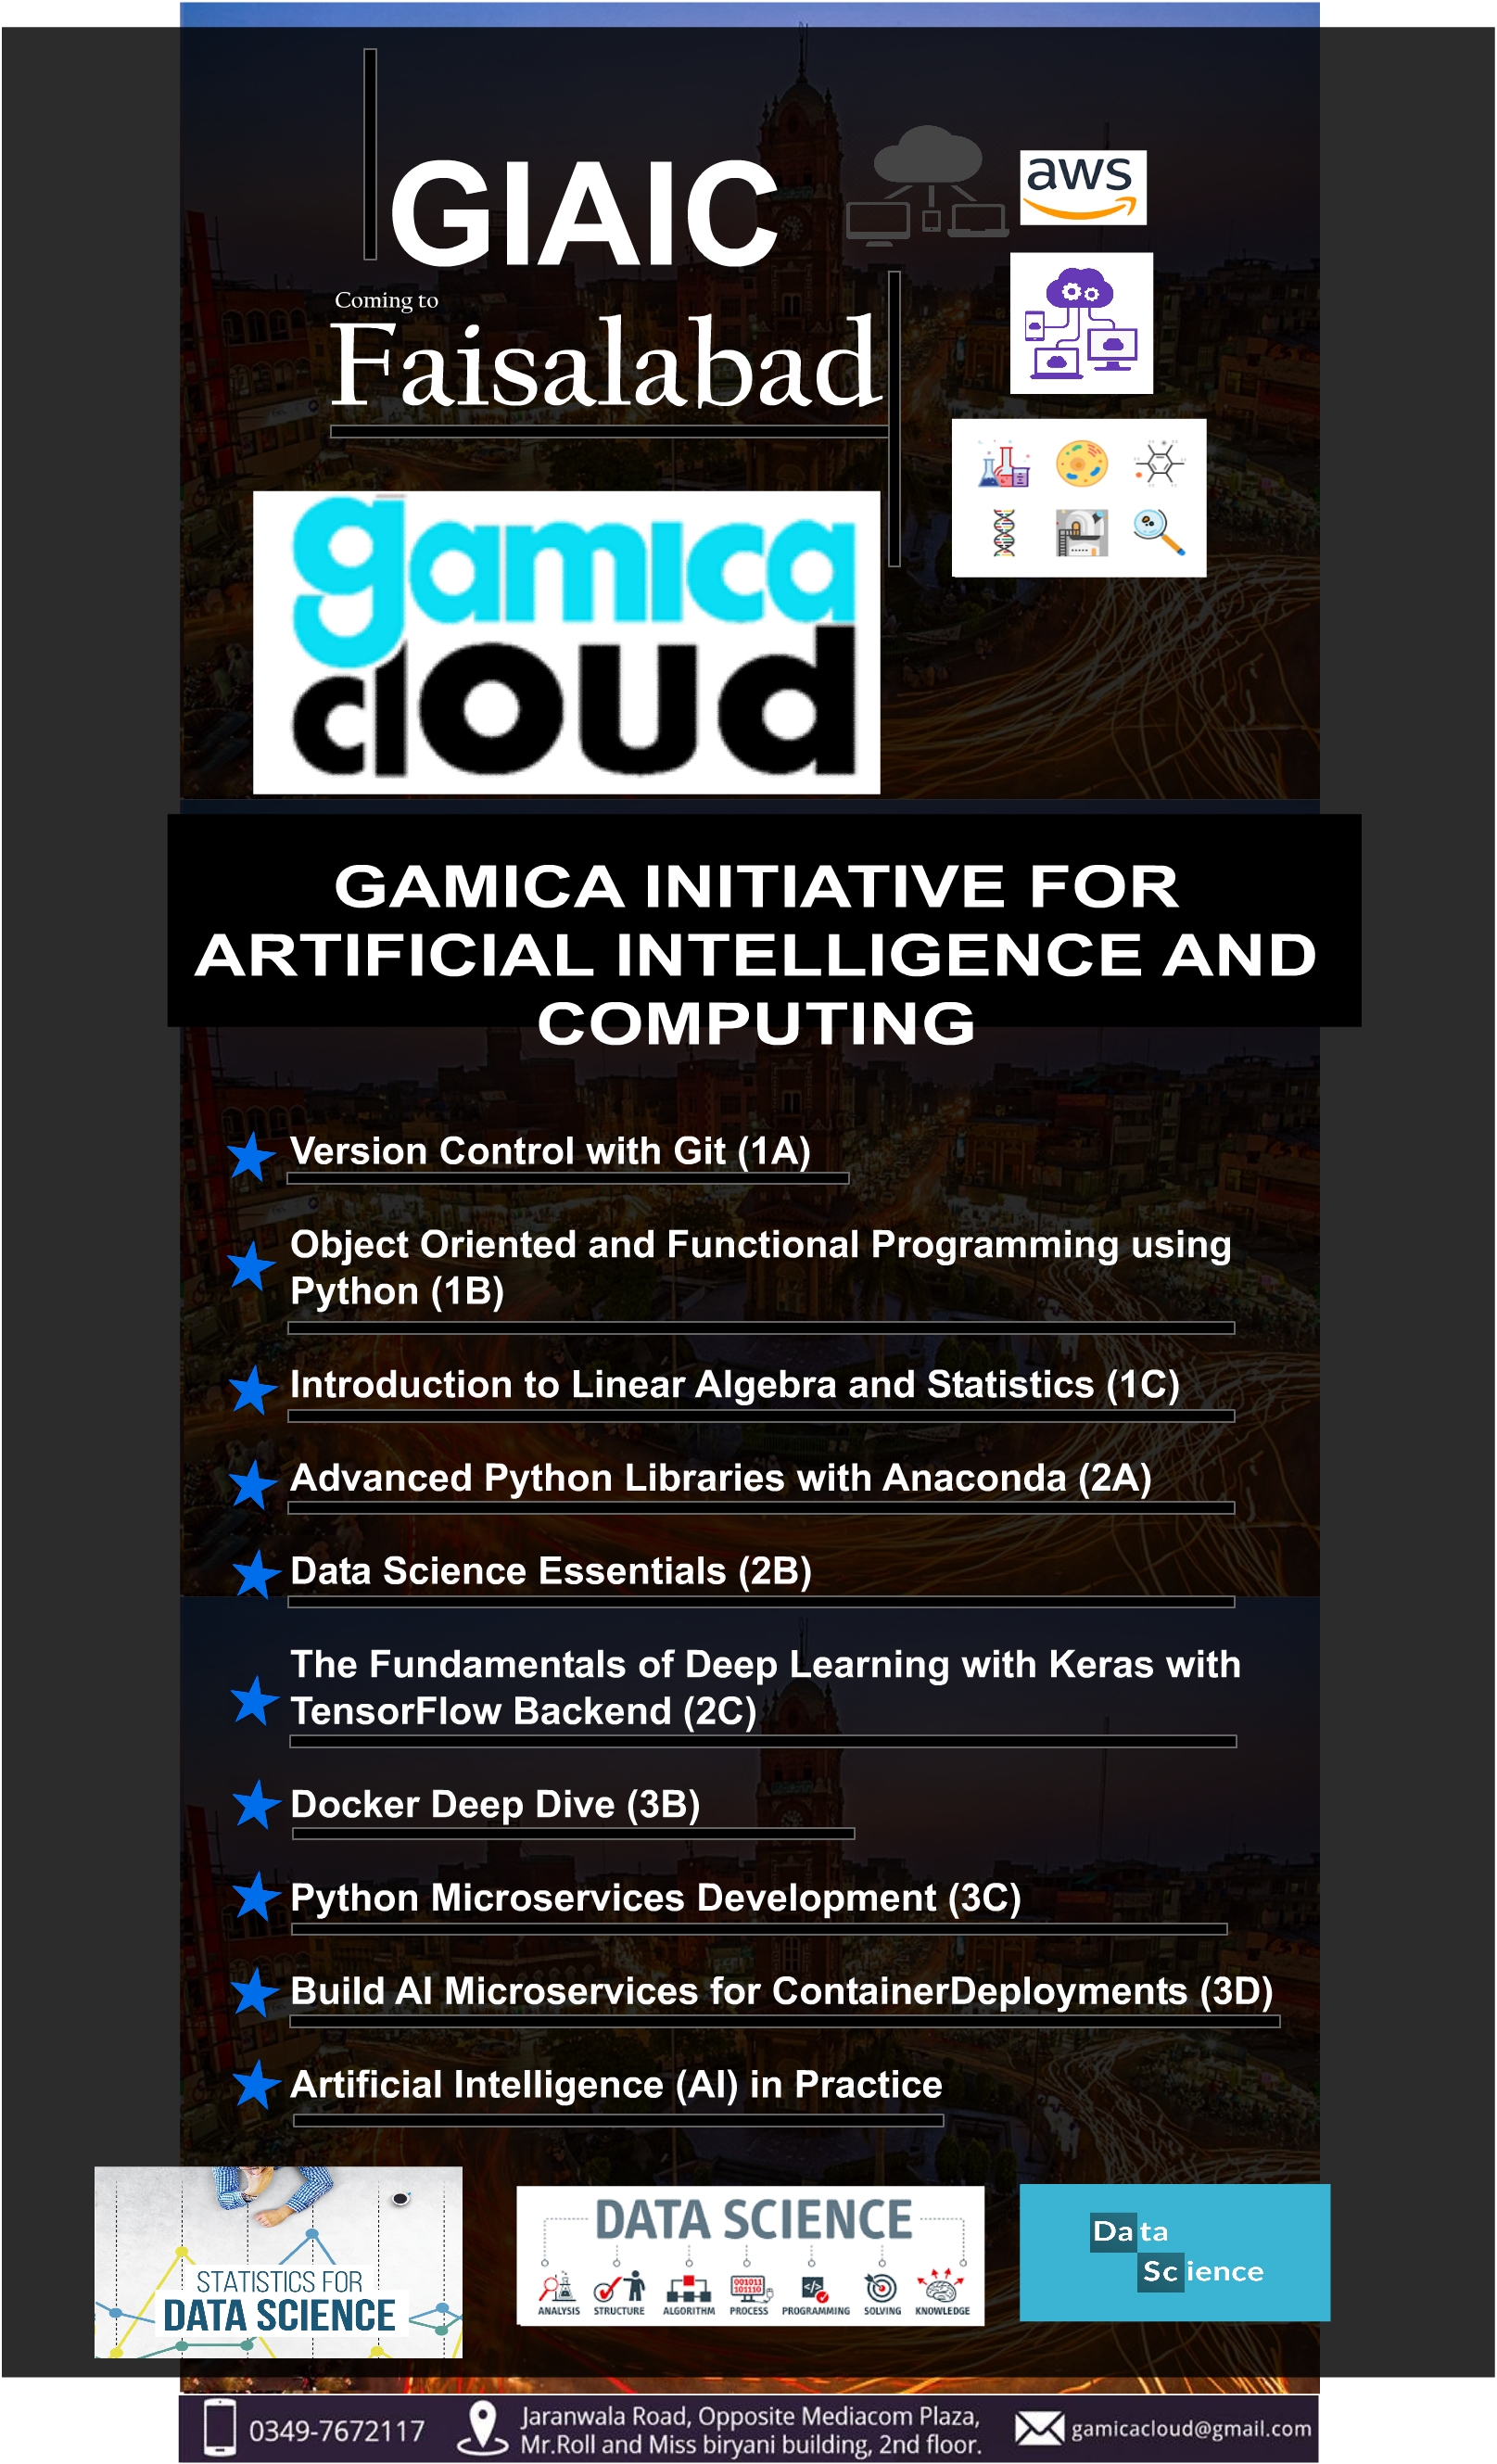 GIAIC
aws
Coming to
Faisalabad
gamica
cloud
GAMICA INITIATIVE FOR
ARTIFICIAL INTELLIGENCE AND
COMPUTING
Version Control with Git (1A)
Object Oriented and Functional Programming using
Python (1B)
Introduction to Linear Algebra and Statistics (1C)
Advanced Python Libraries with Anaconda (2A)
Data Science Essentials (2B)
The Fundamentals of Deep Learning with Keras with
TensorFlow Backend (2C)
Docker Deep Dive (3B)
Python Microservices Development (3C)
Build AI Microservices for ContainerDeployments (3D)
Artificial Intelligence (AI) in Practice
STATISTICS FOR
DATA SCIENCE
DATA SCIENCE
001011
101110
</>
ANALYSIS STRUCTURE ALGORITHM PROCESS PROGRAMMING SOLVING KNOWLEDGE
Data
Science
0349-7672117
Jaranwala Road, Opposite Mediacom Plaza,
Mr.Roll and Miss biryani building, 2nd floor.
gamicacloud@gmail.com